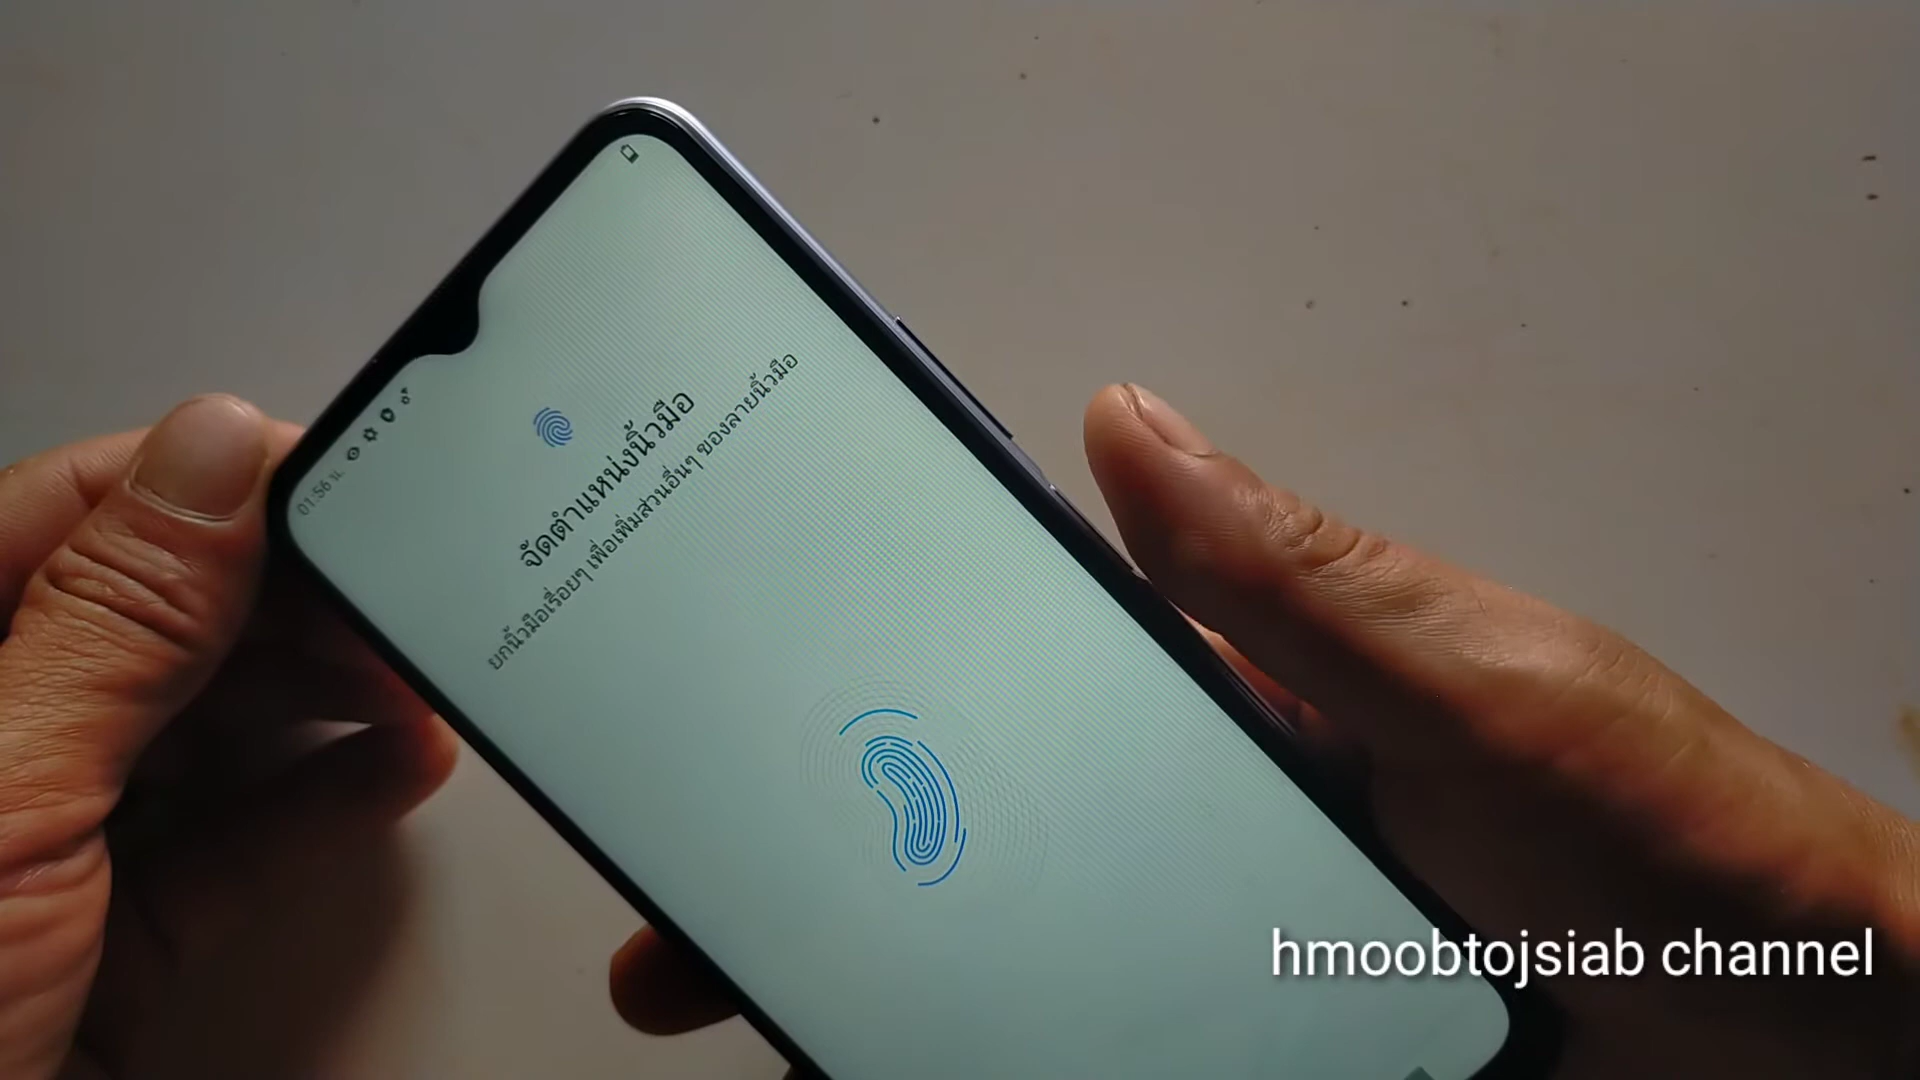 01:56 น.
จัดตำแหน่งนิ้วมือ
ยกนิ้วมือเรื่อยๆ เพื่อเพิ่มส่วนอื่นๆ ของลายนิ้วมือ
hmoobtojsiab channel